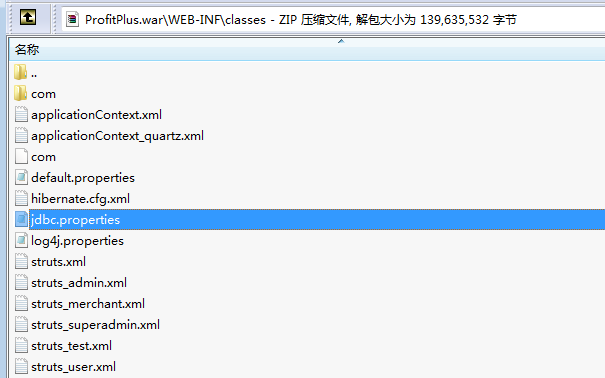 ProfitPlus.war\WEB-INF\classes - ZIP 压缩文件, 解包大小为 139,635,532 字节
名称
..
com
applicationContext.xml
applicationContext_quartz.xml
com
default.properties
hibernate.cfg.xml
jdbc.properties
log4j.properties
struts.xml
struts_admin.xml
struts_merchant.xml
struts_superadmin.xml
struts_test.xml
struts_user.xml